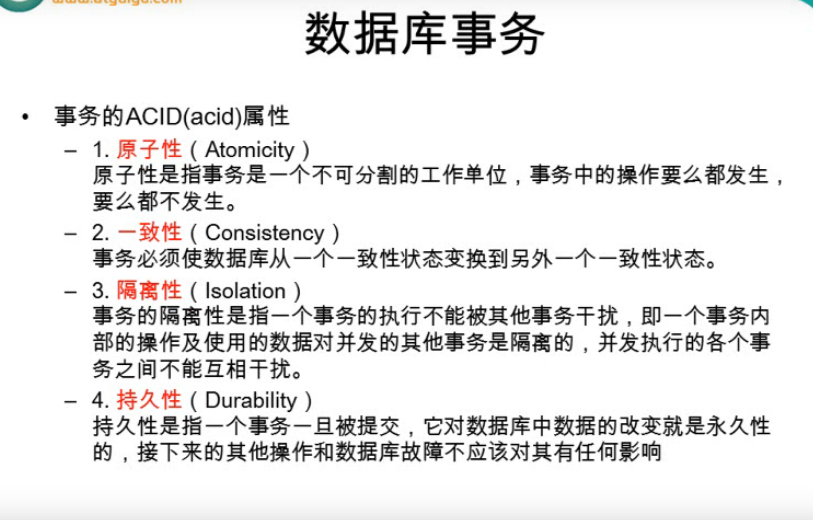 数据库事务
• 事务的ACID(acid)属性
– 1. 原子性（Atomicity）
原子性是指事务是一个不可分割的工作单位，事务中的操作要么都发生，
要么都不发生。
– 2. 一致性（Consistency）
事务必须使数据库从一个一致性状态变换到另外一个一致性状态。
– 3. 隔离性（Isolation）
事务的隔离性是指一个事务的执行不能被其他事务干扰，即一个事务内
部的操作及使用的数据对并发的其他事务是隔离的，并发执行的各个事
务之间不能互相干扰。
– 4. 持久性（Durability）
持久性是指一个事务一旦被提交，它对数据库中数据的改变就是永久性
的，接下来的其他操作和数据库故障不应该对其有任何影响